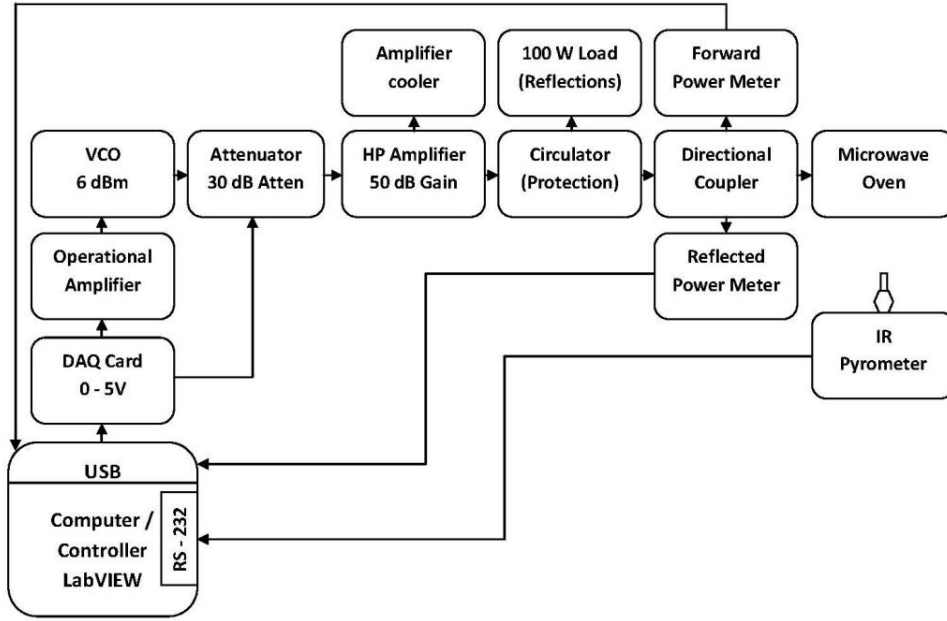 Amplifier
cooler
100 W Load
(Reflections)
Forward
Power Meter
VCO
6 dBm
Attenuator
30 dB Atten
HP Amplifier
50 dB Gain
Circulator
(Protection)
Directional
Coupler
Microwave
Oven
Operational
Amplifier
Reflected
Power Meter
DAQ Card
0 - 5V
IR
Pyrometer
USB
Computer /
Controller
LabVIEW
RS - 232